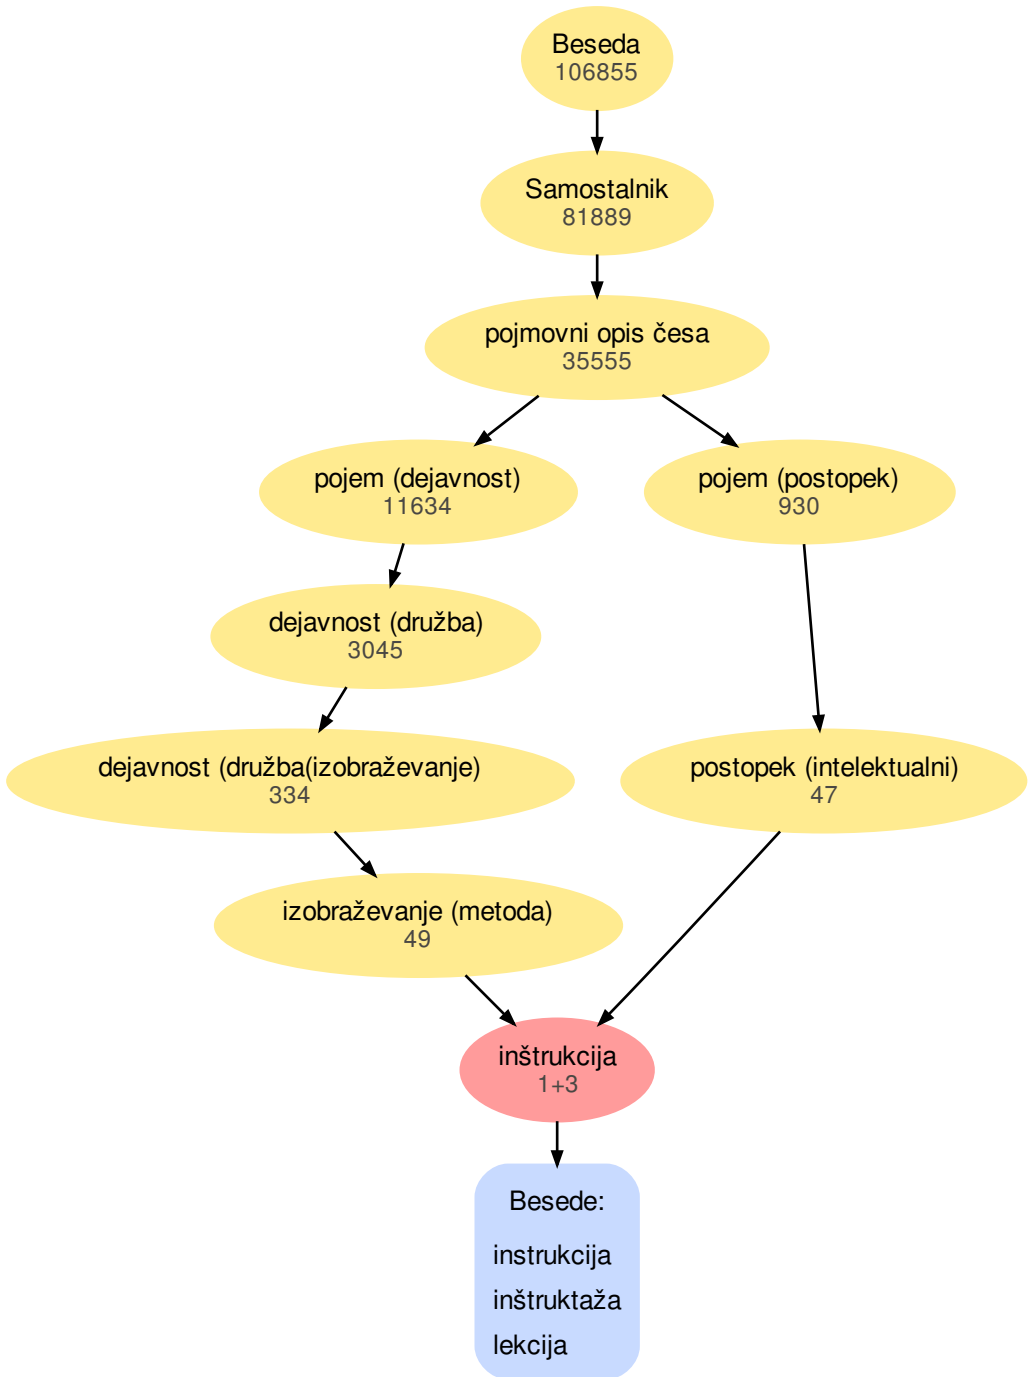 Beseda
106855
Samostalnik
81889
pojmovni opis česa
35555
pojem (dejavnost)
11634
pojem (postopek)
930
dejavnost (družba)
3045
dejavnost (družba(izobraževanje)
334
postopek (intelektualni)
47
izobraževanje (metoda)
49
inštrukcija
1+3
Besede:
instrukcija
inštruktaža
lekcija